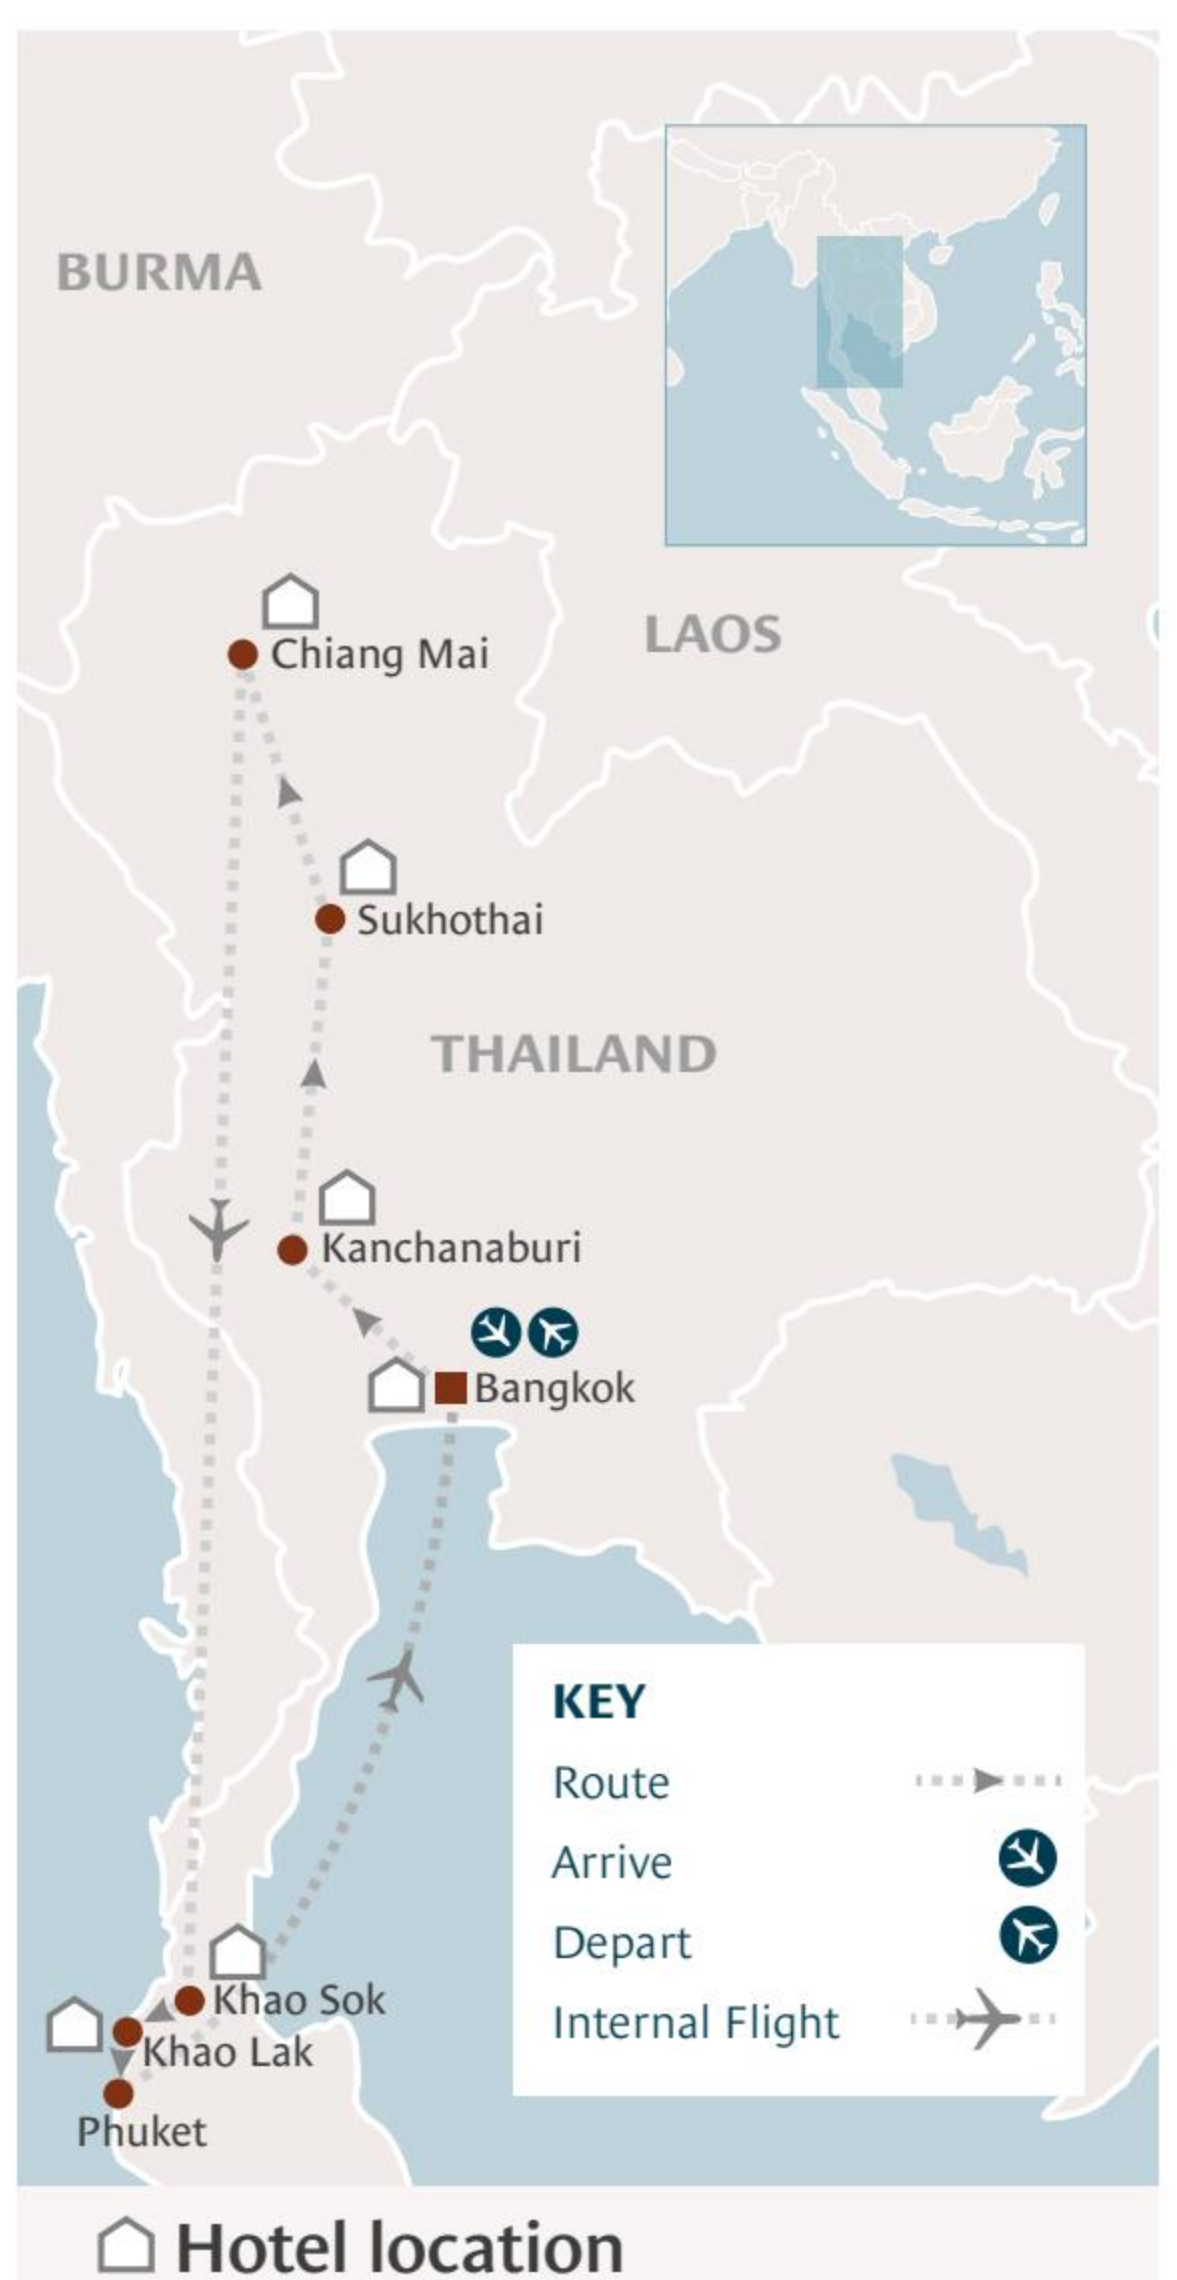 BURMA
LAOS
Chiang Mai
Sukhothai
THAILAND
Kanchanaburi
Bangkok
KEY
Route
Arrive
Depart
Internal Flight
Khao Sok
Khao Lak
Phuket
Hotel location